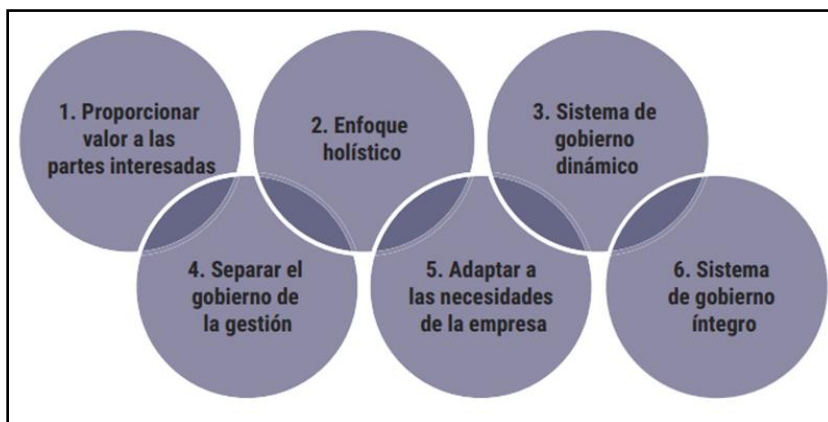 1. Proporcionar
valor a las
partes interesadas
2. Enfoque
holístico
3. Sistema de
gobierno
dinámico
4. Separar el
gobierno de
la gestión
5. Adaptar a
las necesidades
de la empresa
6. Sistema
de gobierno
íntegro